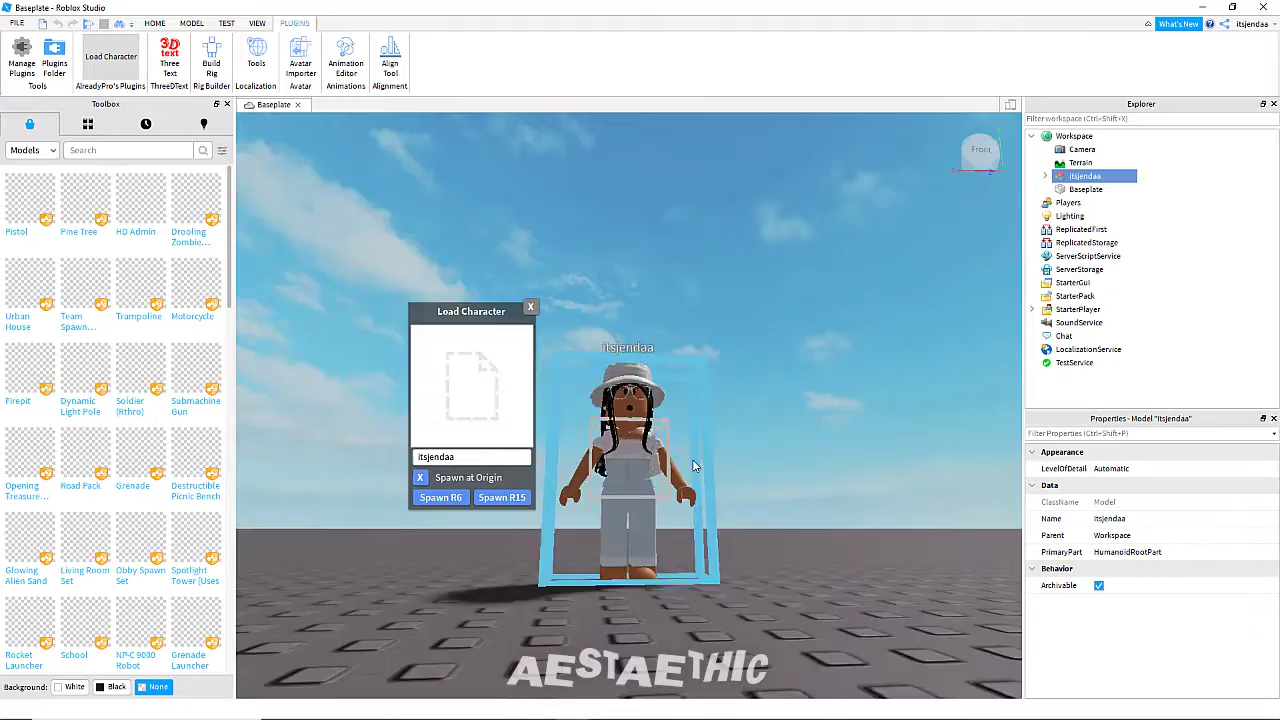 Baseplate - Roblox Studio
FILE HOME MODEL TEST VIEW PLUGINS What's New itsjendaa
Manage Plugins
Plugins Folder
Tools
Load Character
AlreadyPro's Plugins
3D text
Three Text
ThreeDText
Build Rig
Rig Builder
Tools
Localization
Avatar Importer
Avatar
Animation Editor
Animations
Align Tool
Alignment
Toolbox
Models
Search
Pistol
Pine Tree
HD Admin
Drooling Zombie...
Urban House
Team Spawn...
Trampoline
Motorcycle
Firepit
Dynamic Light Pole
Soldier (Rthro)
Submachine Gun
Opening Treasure...
Road Pack
Grenade
Destructible Picnic Bench
Glowing Alien Sand
Living Room Set
Obby Spawn Set
Spotlight Tower [Uses
Rocket Launcher
School
NP-C 9000 Robot
Grenade Launcher
Background: White Black None
Baseplate
Front
Load Character X
itsjendaa
X Spawn at Origin
Spawn R6 Spawn R15
itsjendaa
AESTAETHIC
Explorer
Filter workspace (Ctrl+Shift+X)
Workspace
Camera
Terrain
itsjendaa
Baseplate
Players
Lighting
ReplicatedFirst
ReplicatedStorage
ServerScriptService
ServerStorage
StarterGui
StarterPack
StarterPlayer
SoundService
Chat
LocalizationService
TestService
Properties - Model "itsjendaa"
Filter Properties (Ctrl+Shift+P)
Appearance
LevelOfDetail Automatic
Data
ClassName Model
Name itsjendaa
Parent Workspace
PrimaryPart HumanoidRootPart
Behavior
Archivable